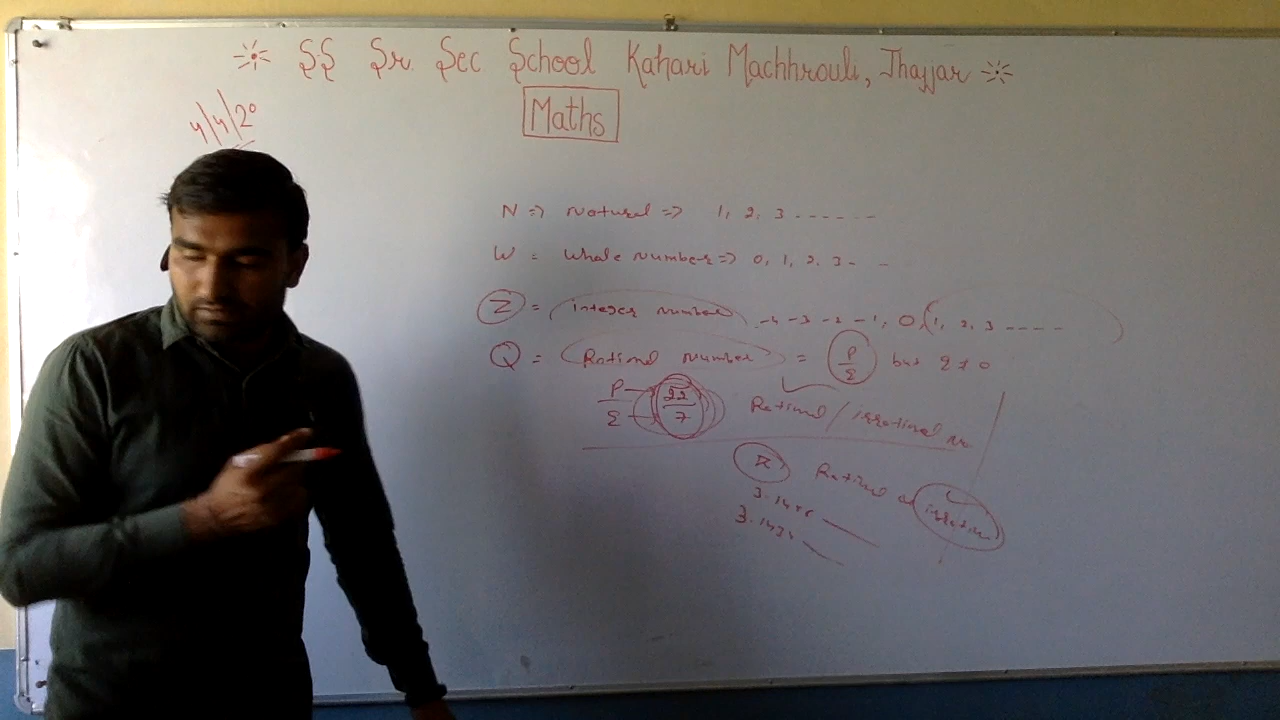 S.S Sr. Sec School Kahari Machhrouli, Jhajjar
4/4/20
Maths
N => Natural => 1, 2, 3 ------
W = Whole number => 0, 1, 2, 3 - -
Z = Integer number -4 -3 -2 -1, 0, 1, 2, 3 ----
Q = Rational number = P/q but q ≠ 0
P/q 22/7 Rational / irrational no
π Rational or irrational
3.14
3.143